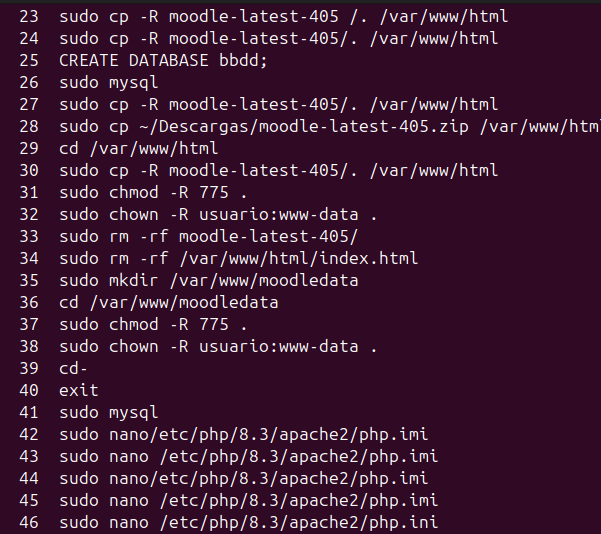 23 sudo cp -R moodle-latest-405 /. /var/www/html
24 sudo cp -R moodle-latest-405/. /var/www/html
25 CREATE DATABASE bbdd;
26 sudo mysql
27 sudo cp -R moodle-latest-405/. /var/www/html
28 sudo cp ~/Descargas/moodle-latest-405.zip /var/www/html
29 cd /var/www/html
30 sudo cp -R moodle-latest-405/. /var/www/html
31 sudo chmod -R 775 .
32 sudo chown -R usuario:www-data .
33 sudo rm -rf moodle-latest-405/
34 sudo rm -rf /var/www/html/index.html
35 sudo mkdir /var/www/moodledata
36 cd /var/www/moodledata
37 sudo chmod -R 775 .
38 sudo chown -R usuario:www-data .
39 cd-
40 exit
41 sudo mysql
42 sudo nano/etc/php/8.3/apache2/php.imi
43 sudo nano /etc/php/8.3/apache2/php.imi
44 sudo nano/etc/php/8.3/apache2/php.imi
45 sudo nano /etc/php/8.3/apache2/php.imi
46 sudo nano /etc/php/8.3/apache2/php.ini